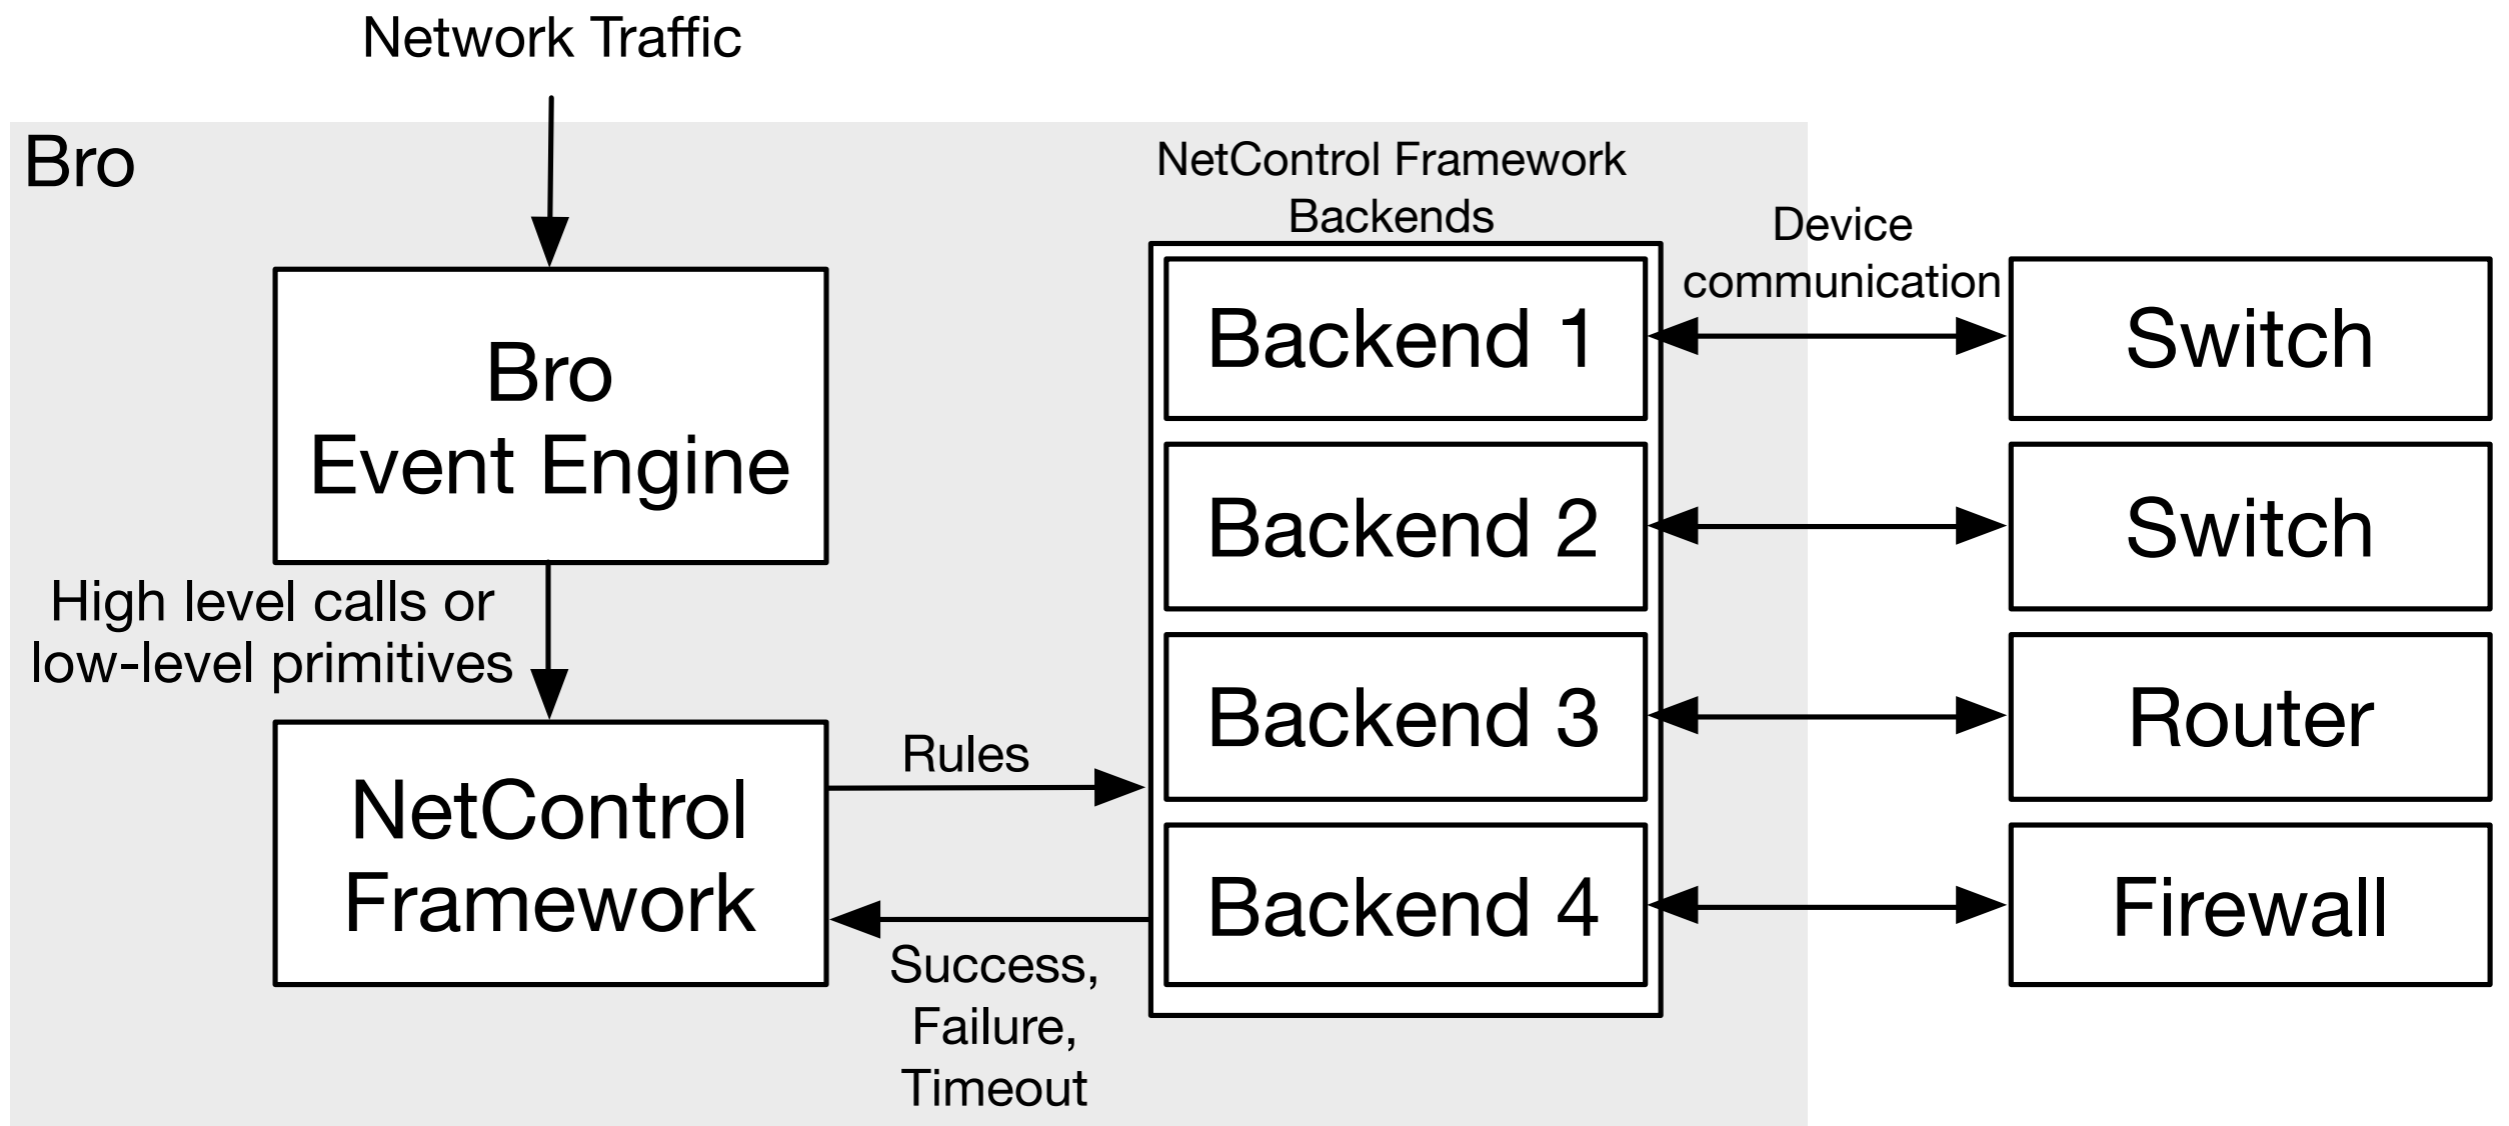 Network Traffic
Bro
NetControl Framework
Backends
Device
communication
Bro
Event Engine
High level calls or
low-level primitives
NetControl
Framework
Rules
Success,
Failure,
Timeout
Backend 1
Backend 2
Backend 3
Backend 4
Switch
Switch
Router
Firewall